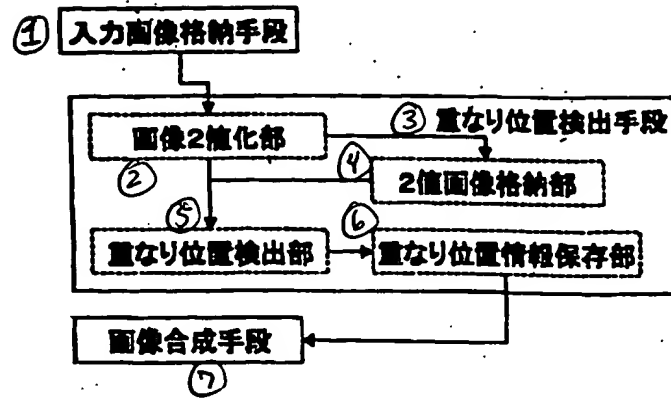 ① 入力画像格納手段
③ 重なり位置検出手段
画像2値化部
②
④ 2値画像格納部
⑤ ⑥
重なり位置検出部 重なり位置情報保存部
画像合成手段
⑦